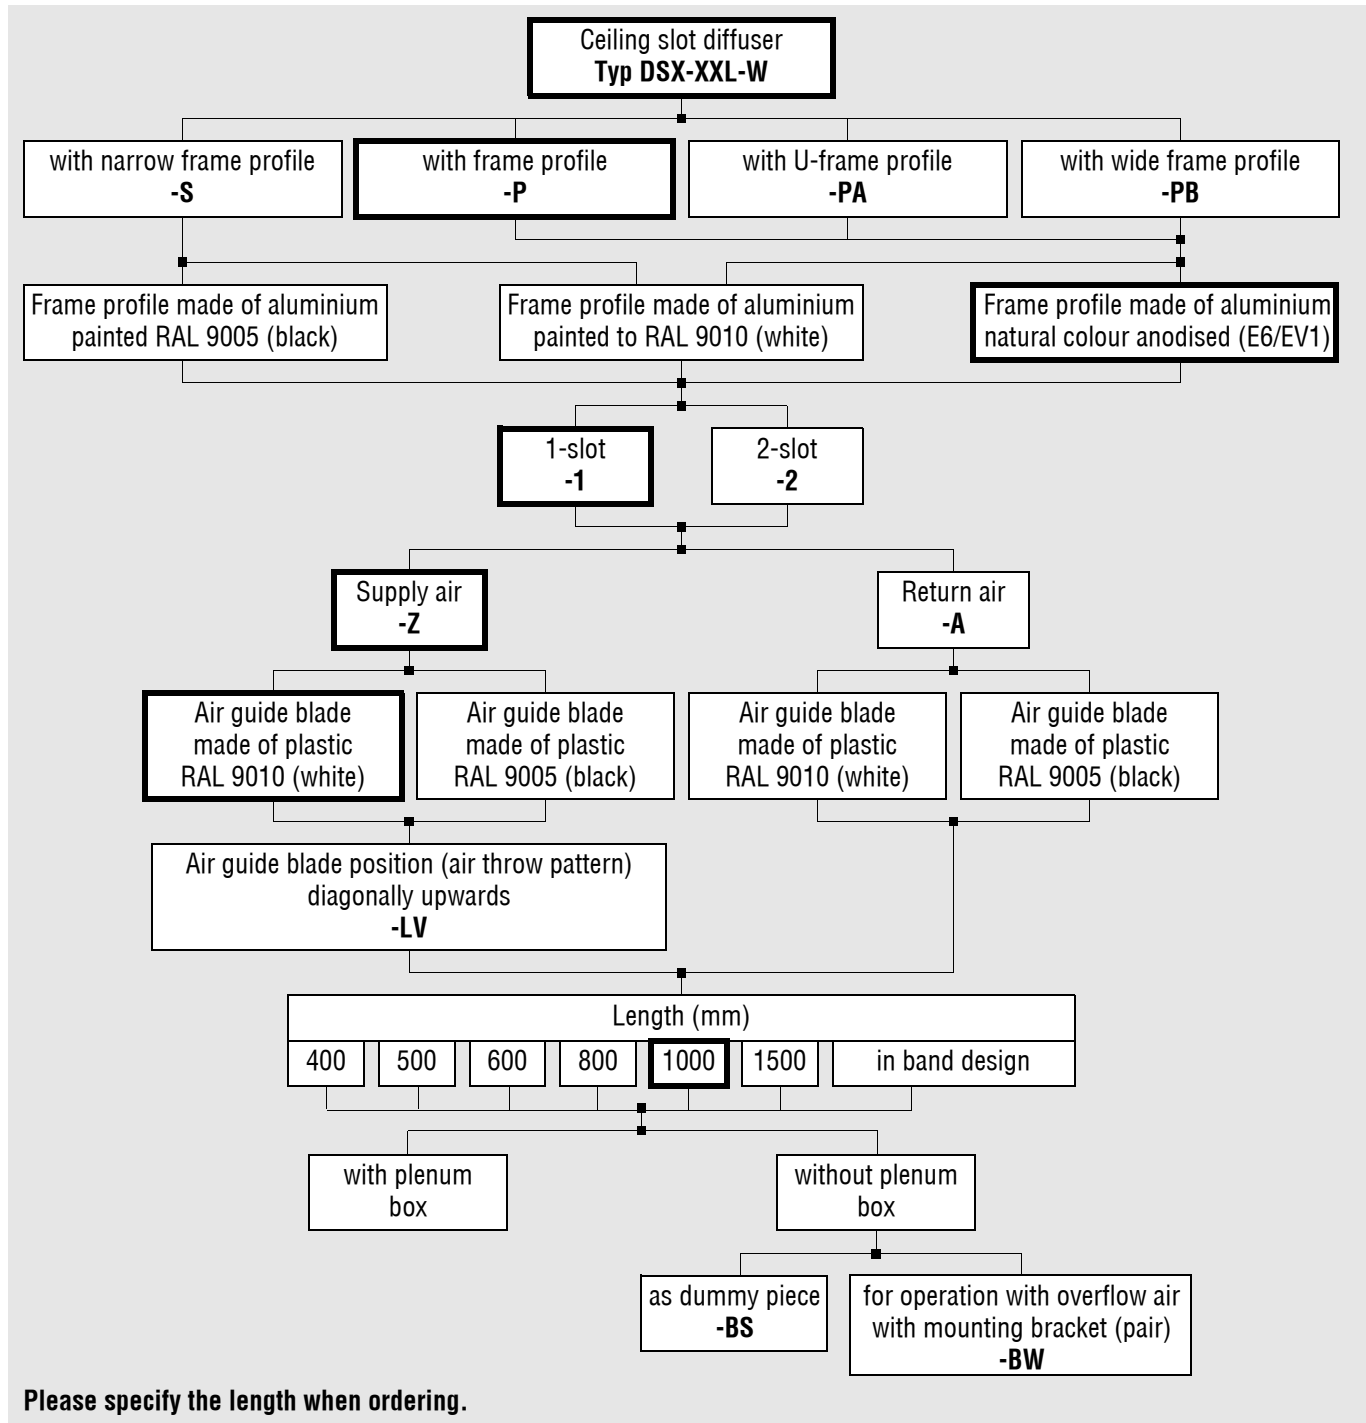 Ceiling slot diffuser
Typ DSX-XXL-W
with narrow frame profile
-S
with frame profile
-P
with U-frame profile
-PA
with wide frame profile
-PB
Frame profile made of aluminium
painted RAL 9005 (black)
Frame profile made of aluminium
painted to RAL 9010 (white)
Frame profile made of aluminium
natural colour anodised (E6/EV1)
1-slot
-1
2-slot
-2
Supply air
-Z
Return air
-A
Air guide blade
made of plastic
RAL 9010 (white)
Air guide blade
made of plastic
RAL 9005 (black)
Air guide blade
made of plastic
RAL 9010 (white)
Air guide blade
made of plastic
RAL 9005 (black)
Air guide blade position (air throw pattern)
diagonally upwards
-LV
Length (mm)
400
500
600
800
1000
1500
in band design
with plenum
box
without plenum
box
as dummy piece
-BS
for operation with overflow air
with mounting bracket (pair)
-BW
Please specify the length when ordering.